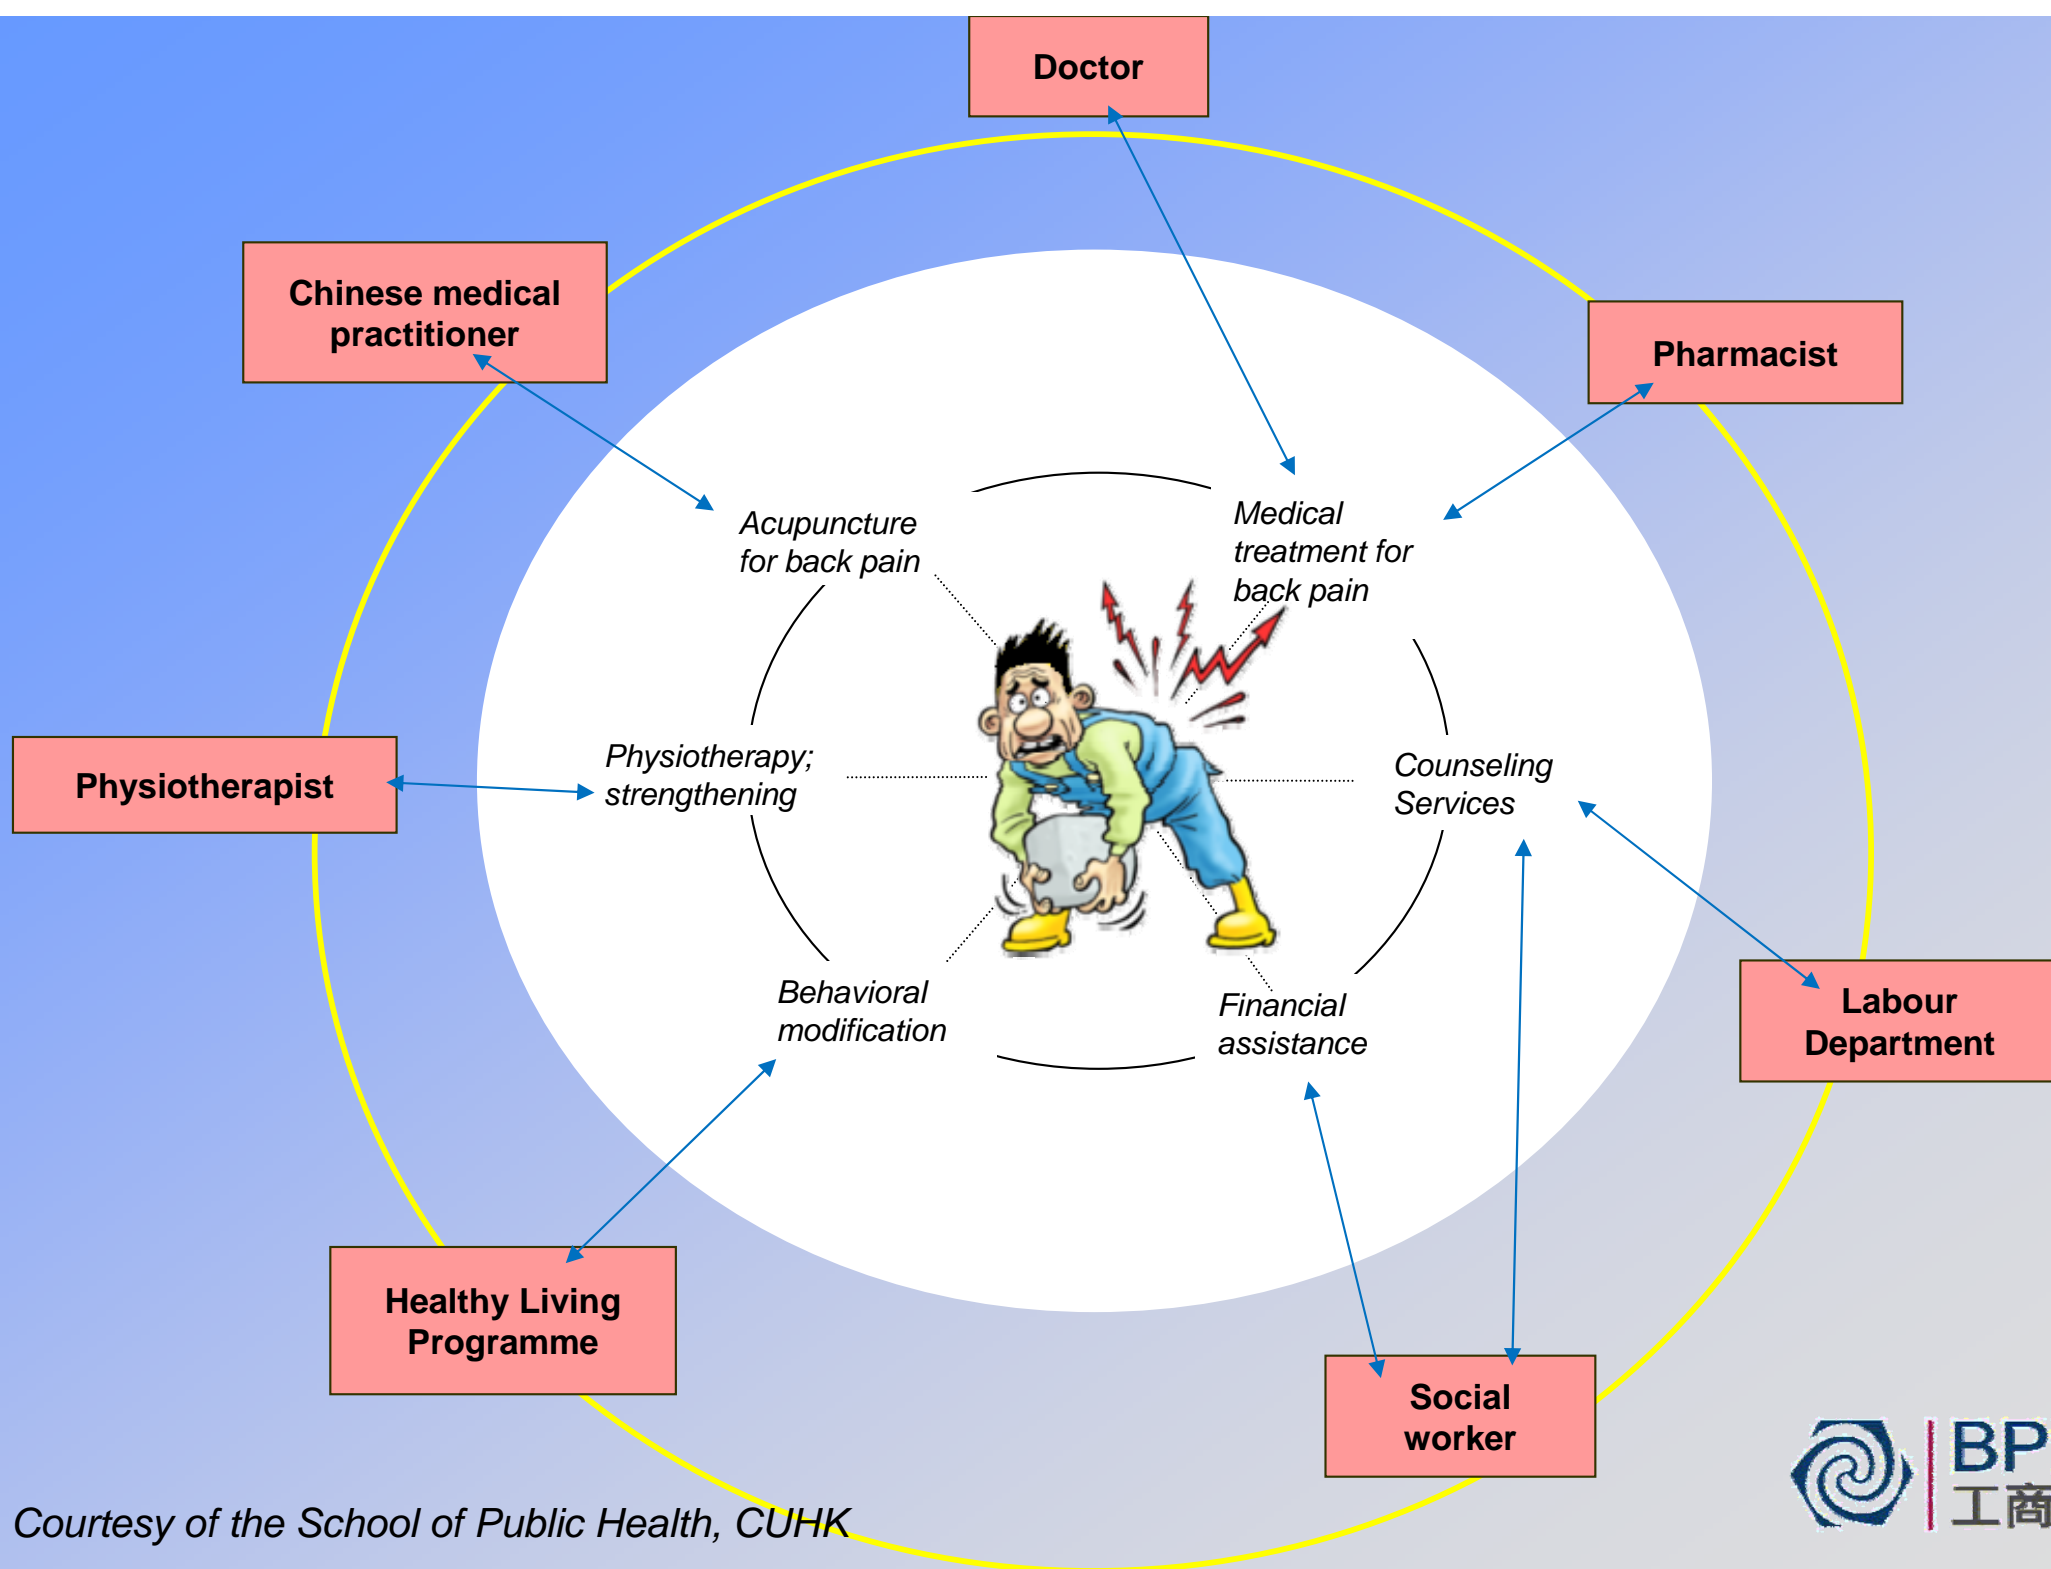 Doctor
Chinese medical
practitioner
Pharmacist
Acupuncture
for back pain
Medical
treatment for
back pain
Physiotherapist
Physiotherapy;
strengthening
Counseling
Services
Behavioral
modification
Financial
assistance
Labour
Department
Healthy Living
Programme
Social
worker
Courtesy of the School of Public Health, CUHK
BP
工商